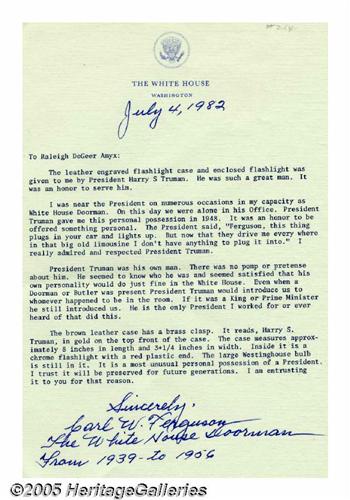 THE WHITE HOUSE
WASHINGTON
July 4, 1982
To Raleigh DeGeer Amyx:
The leather engraved flashlight case and enclosed flashlight was
given to me by President Harry S Truman. He was such a great man. It
was an honor to serve him.
I was near the President on numerous occasions in my capacity as
White House Doorman. On this day we were alone in his Office. President
Truman gave me this personal possession in 1948. It was an honor to be
offered something personal. The President said, "Ferguson, this thing
plugs in your car and lights up. But now that they drive me every where
in that big old limousine I don't have anything to plug it into." I
really admired and respected President Truman.
President Truman was his own man. There was no pomp or pretense
about him. He seemed to know who he was and seemed satisfied that his
own personality would do just fine in the White House. Even when a
Doorman or Butler was present President Truman would introduce us to
whomever happened to be in the room. If it was a King or Prime Minister
he still introduced us. He is the only President I worked for or ever
heard of that did this.
The brown leather case has a brass clasp. It reads, Harry S.
Truman, in gold on the top front of the case. The case measures approx-
imately 8 inches in length and 3+1/4 inches in width. Inside it is a
chrome flashlight with a red plastic end. The large Westinghouse bulb
is still in it. It is a most unusual personal possession of a President.
I trust it will be preserved for future generations. I am entrusting
it to you for that reason.
Sincerely,
Carl W. Ferguson
The White House Doorman
From 1939 - to 1956
©2005 HeritageGalleries